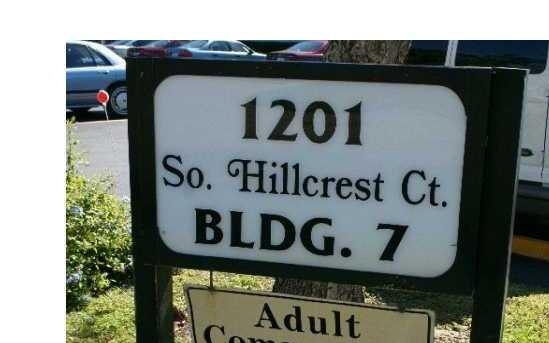 1201
So. Hillcrest Ct.
BLDG. 7
Adult